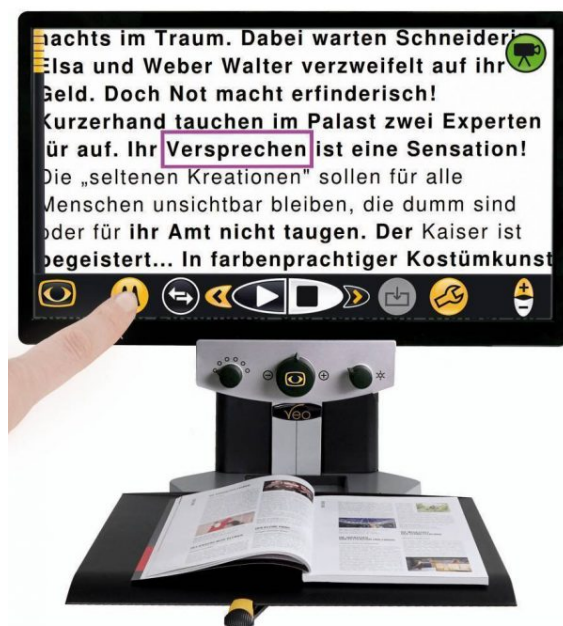 nachts im Traum. Dabei warten Schneideri
Elsa und Weber Walter verzweifelt auf ihr
Geld. Doch Not macht erfinderisch!
Kurzerhand tauchen im Palast zwei Experten
für auf. Ihr Versprechen ist eine Sensation!
Die „seltenen Kreationen" sollen für alle
Menschen unsichtbar bleiben, die dumm sind
oder für ihr Amt nicht taugen. Der Kaiser ist
begeistert... In farbenprachtiger Kostümkunst
Veo